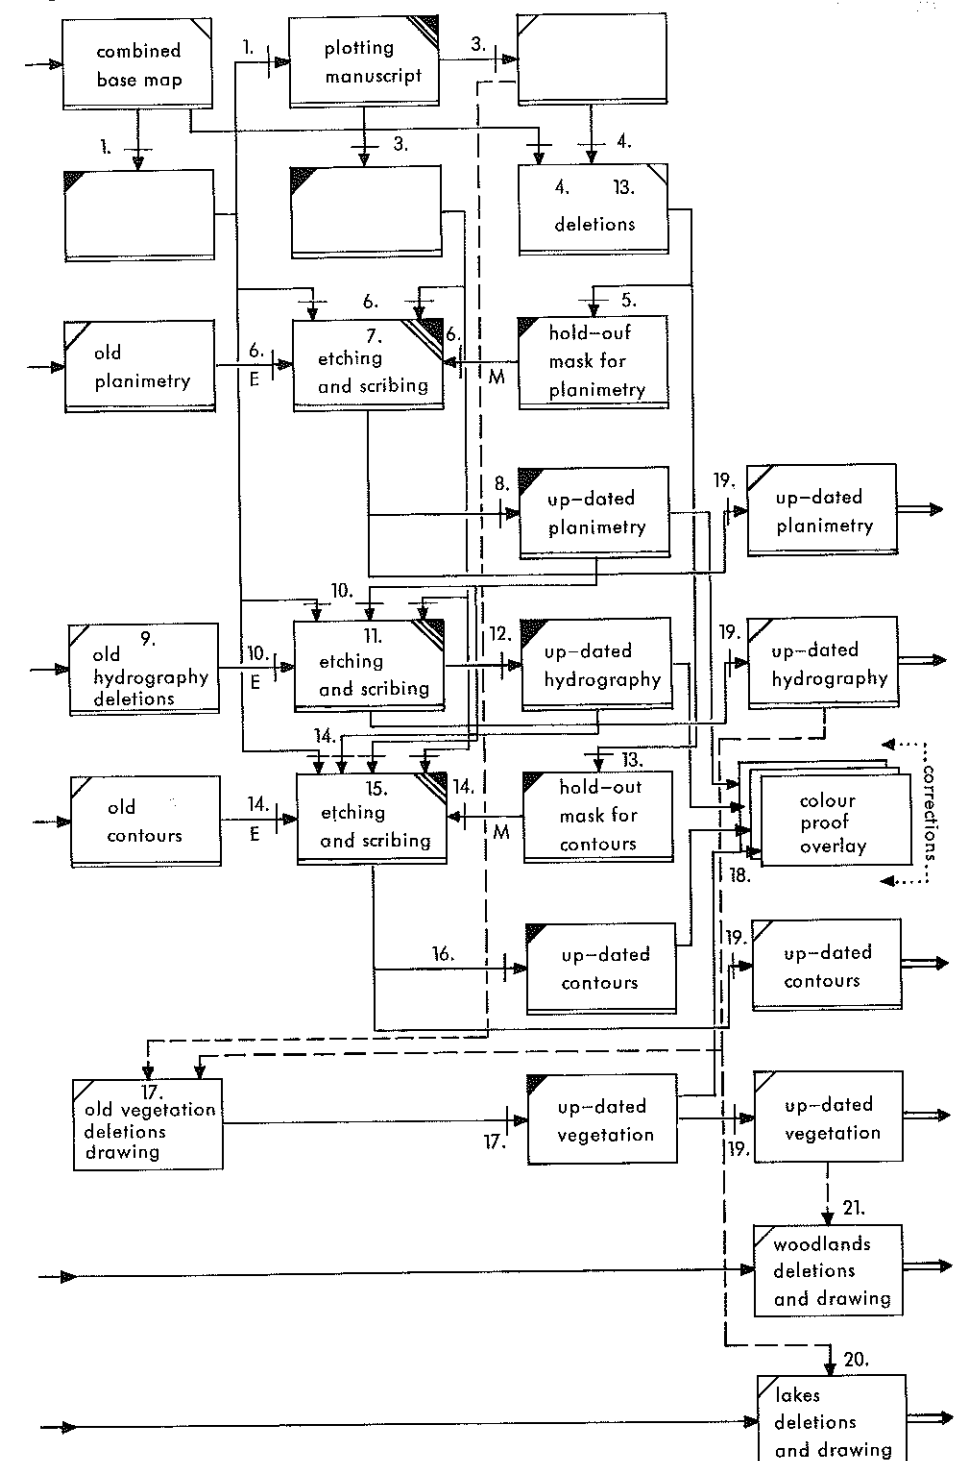 combined
base map
1.
plotting
manuscript
3.
1.
3.
4.
4. 13.
deletions
old
planimetry
6.
E
6.
7.
etching
and scribing
6.
M
5.
hold-out
mask for
planimetry
8.
up-dated
planimetry
19.
up-dated
planimetry
9.
old
hydrography
deletions
10.
E
10.
11.
etching
and scribing
12.
up-dated
hydrography
19.
up-dated
hydrography
old
contours
14.
E
14.
15.
etching
and scribing
14.
M
13.
hold-out
mask for
contours
colour
proof
overlay
18.
corrections
16.
up-dated
contours
19.
up-dated
contours
17.
old vegetation
deletions
drawing
17.
up-dated
vegetation
19.
up-dated
vegetation
21.
woodlands
deletions
and drawing
20.
lakes
deletions
and drawing